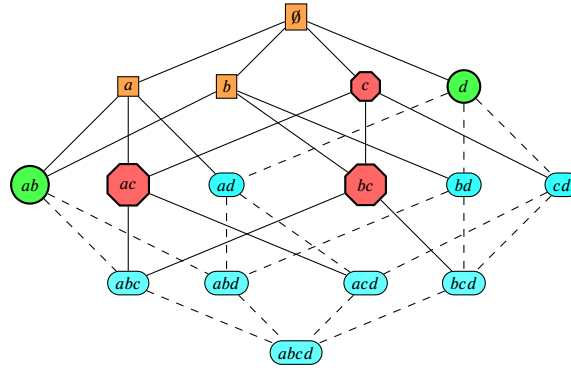 ∅
a b c d
ab ac ad bc bd cd
abc abd acd bcd
abcd